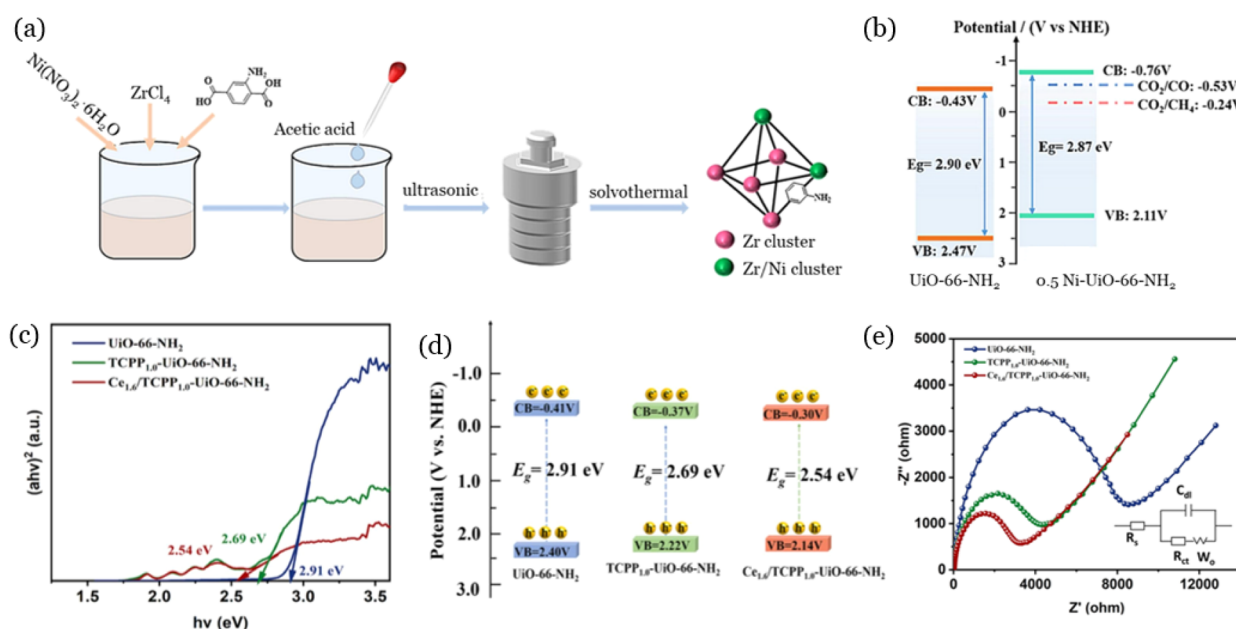 (a)
Ni(NO₃)₂·6H₂O
ZrCl₄
NH₂
O
OH
HO
O
Acetic acid
ultrasonic
solvothermal
NH₂
Zr cluster
Zr/Ni cluster
(b)
Potential / (V vs NHE)
-1
0
1
2
3
CB: -0.43V
Eg= 2.90 eV
VB: 2.47V
UiO-66-NH₂
CB: -0.76V
CO₂/CO: -0.53V
CO₂/CH₄: -0.24V
Eg= 2.87 eV
VB: 2.11V
0.5 Ni-UiO-66-NH₂
(c)
UiO-66-NH₂
TCPP₁.₀-UiO-66-NH₂
Ce₁.₆/TCPP₁.₀-UiO-66-NH₂
(ahv)² (a.u.)
2.54 eV
2.69 eV
2.91 eV
2.0 2.5 3.0 3.5
1.5
hv (eV)
(d)
Potential (V vs. NHE)
-1.0
0.0
1.0
2.0
3.0
e⁻ e⁻ e⁻
CB=-0.41V
E𝗀= 2.91 eV
h⁺ h⁺ h⁺
VB=2.40V
UiO-66-NH₂
e⁻ e⁻ e⁻
CB=-0.37V
E𝗀= 2.69 eV
h⁺ h⁺ h⁺
VB=2.22V
TCPP₁.₀-UiO-66-NH₂
e⁻ e⁻ e⁻
CB=-0.30V
E𝗀= 2.54 eV
h⁺ h⁺ h⁺
VB=2.14V
Ce₁.₆/TCPP₁.₀-UiO-66-NH₂
(e)
UiO-66-NH₂
TCPP₁.₀-UiO-66-NH₂
Ce₁.₆/TCPP₁.₀-UiO-66-NH₂
-Z'' (ohm)
5000
4000
3000
2000
1000
0
Cdl
Rs
Rct
Wo
0 4000 8000 12000
Z' (ohm)